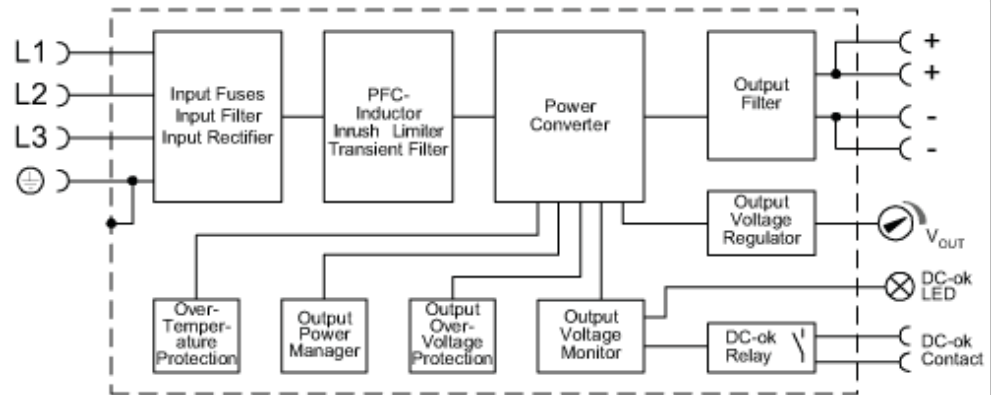 L1
L2
L3
Input Fuses
Input Filter
Input Rectifier
PFC-
Inductor
Inrush Limiter
Transient Filter
Power
Converter
Output
Filter
+
+
-
-
Output
Voltage
Regulator
VOUT
Over-
Temper-
ature
Protection
Output
Power
Manager
Output
Over-
Voltage
Protection
Output
Voltage
Monitor
DC-ok
Relay
DC-ok
LED
DC-ok
Contact